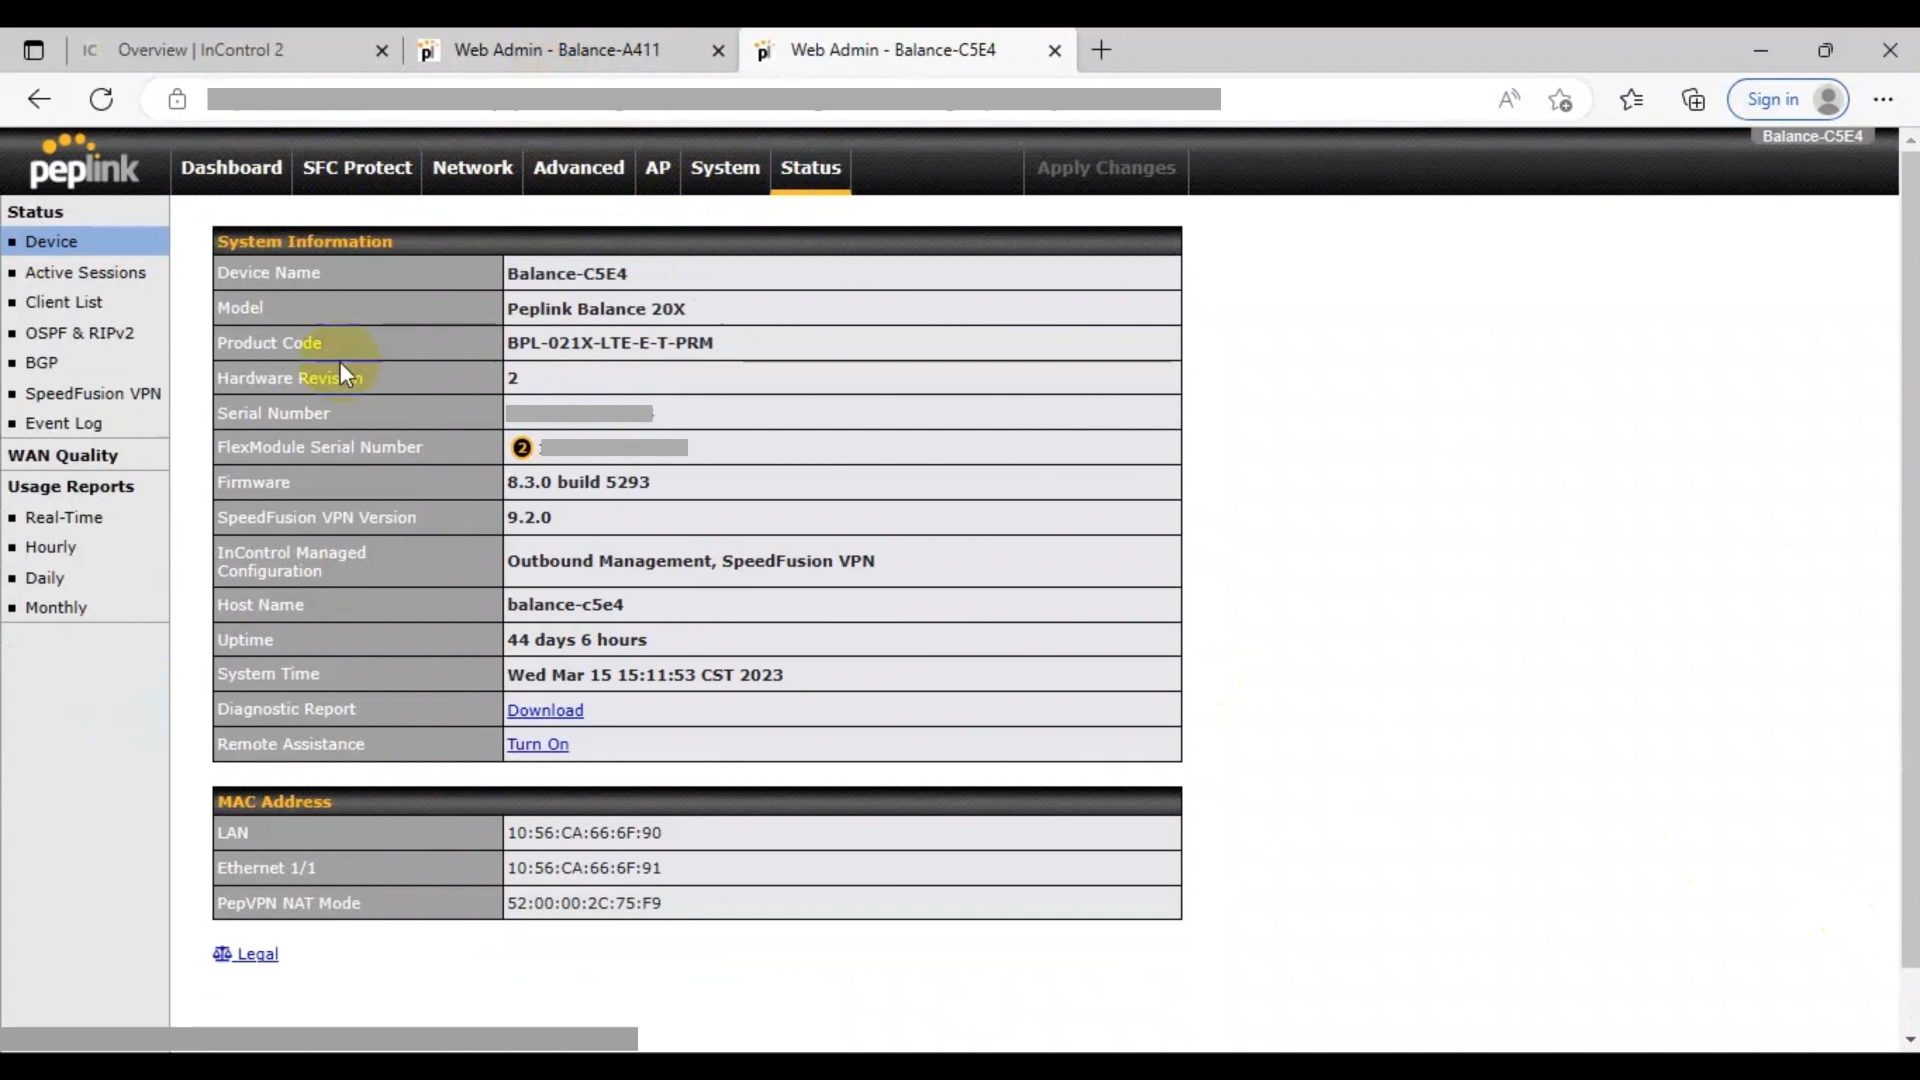 IC Overview | InControl 2
pi Web Admin - Balance-A411
pi Web Admin - Balance-C5E4
Sign in
Balance-C5E4
peplink Dashboard SFC Protect Network Advanced AP System Status Apply Changes
Status
Device
Active Sessions
Client List
OSPF & RIPv2
BGP
SpeedFusion VPN
Event Log
WAN Quality
Usage Reports
Real-Time
Hourly
Daily
Monthly
System Information
Device Name Balance-C5E4
Model Peplink Balance 20X
Product Code BPL-021X-LTE-E-T-PRM
Hardware Revision 2
Serial Number
FlexModule Serial Number 2
Firmware 8.3.0 build 5293
SpeedFusion VPN Version 9.2.0
InControl Managed
Configuration Outbound Management, SpeedFusion VPN
Host Name balance-c5e4
Uptime 44 days 6 hours
System Time Wed Mar 15 15:11:53 CST 2023
Diagnostic Report Download
Remote Assistance Turn On
MAC Address
LAN 10:56:CA:66:6F:90
Ethernet 1/1 10:56:CA:66:6F:91
PepVPN NAT Mode 52:00:00:2C:75:F9
Legal